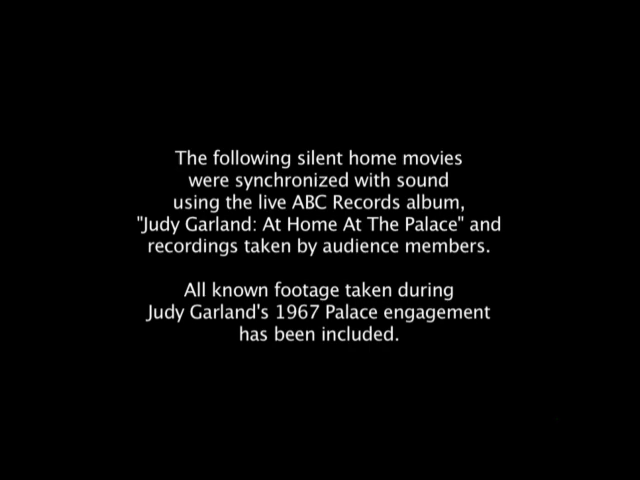 The following silent home movies
were synchronized with sound
using the live ABC Records album,
"Judy Garland: At Home At The Palace" and
recordings taken by audience members.
All known footage taken during
Judy Garland's 1967 Palace engagement
has been included.